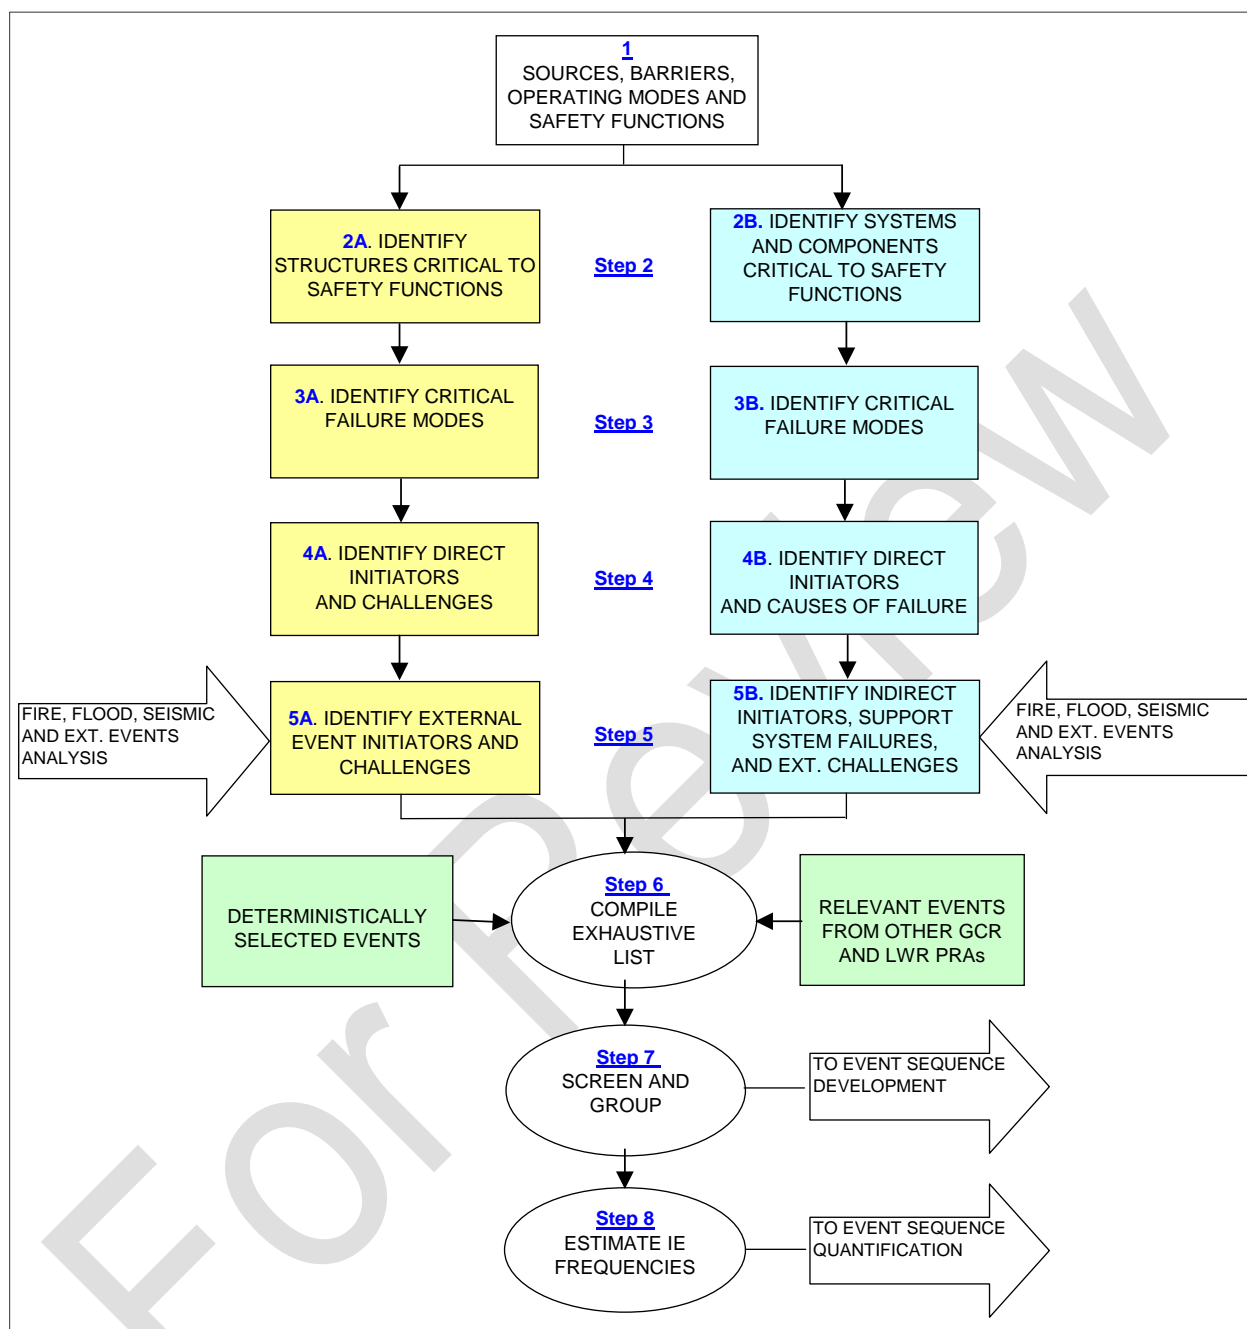 1
SOURCES, BARRIERS,
OPERATING MODES AND
SAFETY FUNCTIONS
2A. IDENTIFY
STRUCTURES CRITICAL TO
SAFETY FUNCTIONS
Step 2
2B. IDENTIFY SYSTEMS
AND COMPONENTS
CRITICAL TO SAFETY
FUNCTIONS
3A. IDENTIFY CRITICAL
FAILURE MODES
Step 3
3B. IDENTIFY CRITICAL
FAILURE MODES
4A. IDENTIFY DIRECT
INITIATORS
AND CHALLENGES
Step 4
4B. IDENTIFY DIRECT
INITIATORS
AND CAUSES OF FAILURE
FIRE, FLOOD, SEISMIC
AND EXT. EVENTS
ANALYSIS
5A. IDENTIFY EXTERNAL
EVENT INITIATORS AND
CHALLENGES
Step 5
5B. IDENTIFY INDIRECT
INITIATORS, SUPPORT
SYSTEM FAILURES,
AND EXT. CHALLENGES
FIRE, FLOOD, SEISMIC
AND EXT. EVENTS
ANALYSIS
DETERMINISTICALLY
SELECTED EVENTS
Step 6
COMPILE
EXHAUSTIVE
LIST
RELEVANT EVENTS
FROM OTHER GCR
AND LWR PRAs
Step 7
SCREEN AND
GROUP
TO EVENT SEQUENCE
DEVELOPMENT
Step 8
ESTIMATE IE
FREQUENCIES
TO EVENT SEQUENCE
QUANTIFICATION
For Review